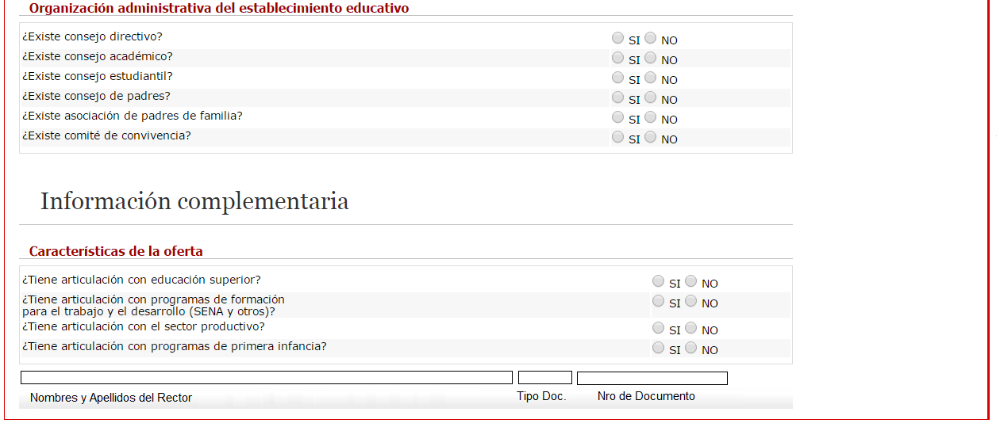 Organización administrativa del establecimiento educativo
¿Existe consejo directivo? SI NO
¿Existe consejo académico? SI NO
¿Existe consejo estudiantil? SI NO
¿Existe consejo de padres? SI NO
¿Existe asociación de padres de familia? SI NO
¿Existe comité de convivencia? SI NO
Información complementaria
Características de la oferta
¿Tiene articulación con educación superior? SI NO
¿Tiene articulación con programas de formación
para el trabajo y el desarrollo (SENA y otros)? SI NO
¿Tiene articulación con el sector productivo? SI NO
¿Tiene articulación con programas de primera infancia? SI NO
Nombres y Apellidos del Rector Tipo Doc. Nro de Documento